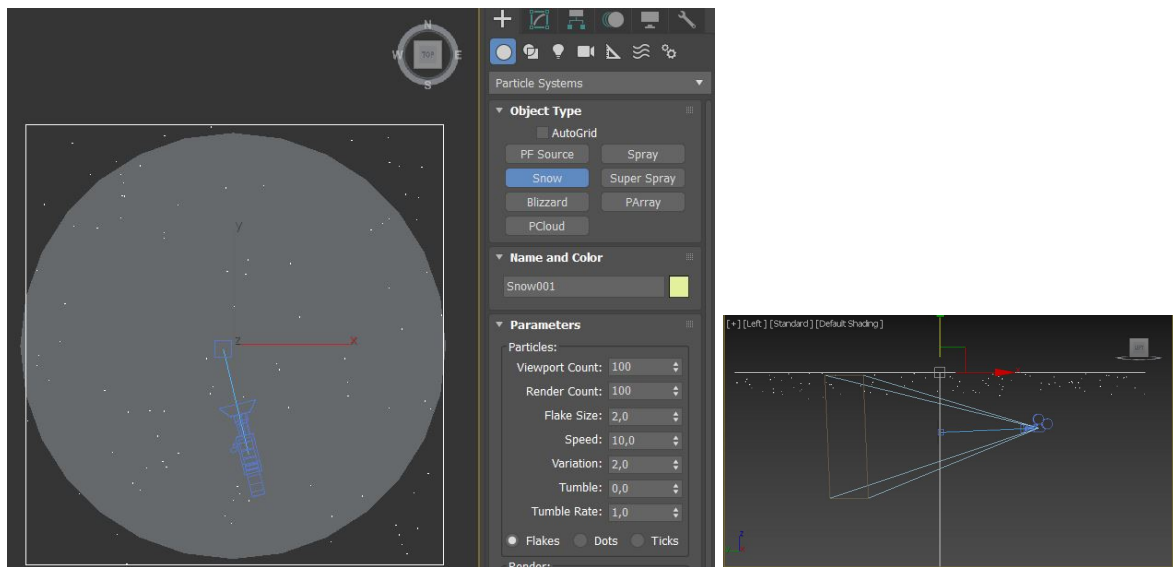 N
W
TOP
E
S
y
z
x
Particle Systems
Object Type
AutoGrid
PF Source
Spray
Snow
Super Spray
Blizzard
PArray
PCloud
Name and Color
Snow001
Parameters
Particles:
Viewport Count: 100
Render Count: 100
Flake Size: 2,0
Speed: 10,0
Variation: 2,0
Tumble: 0,0
Tumble Rate: 1,0
Flakes Dots Ticks
Render:
[+] [Left ] [Standard ] [Default Shading ]
z